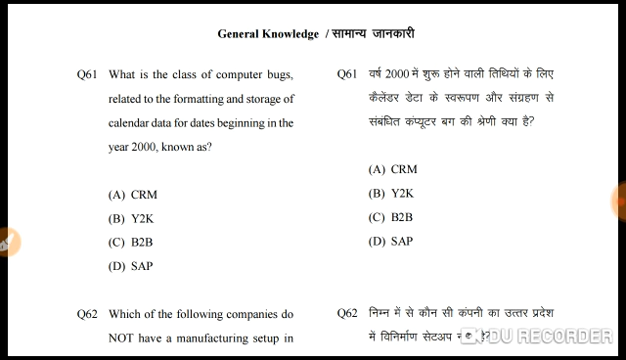 General Knowledge / सामान्य जानकारी
Q61 What is the class of computer bugs,
related to the formatting and storage of
calendar data for dates beginning in the
year 2000, known as?
(A) CRM
(B) Y2K
(C) B2B
(D) SAP
Q62 Which of the following companies do
NOT have a manufacturing setup in
Q61 वर्ष 2000 में शुरू होने वाली तिथियों के लिए
कैलेंडर डेटा के स्वरूपण और संग्रहण से
संबंधित कंप्यूटर बग की श्रेणी क्या है?
(A) CRM
(B) Y2K
(C) B2B
(D) SAP
Q62 निम्न में से कौन सी कंपनी का उत्तर प्रदेश
में विनिर्माण सेटअप है?
DU RECORDER